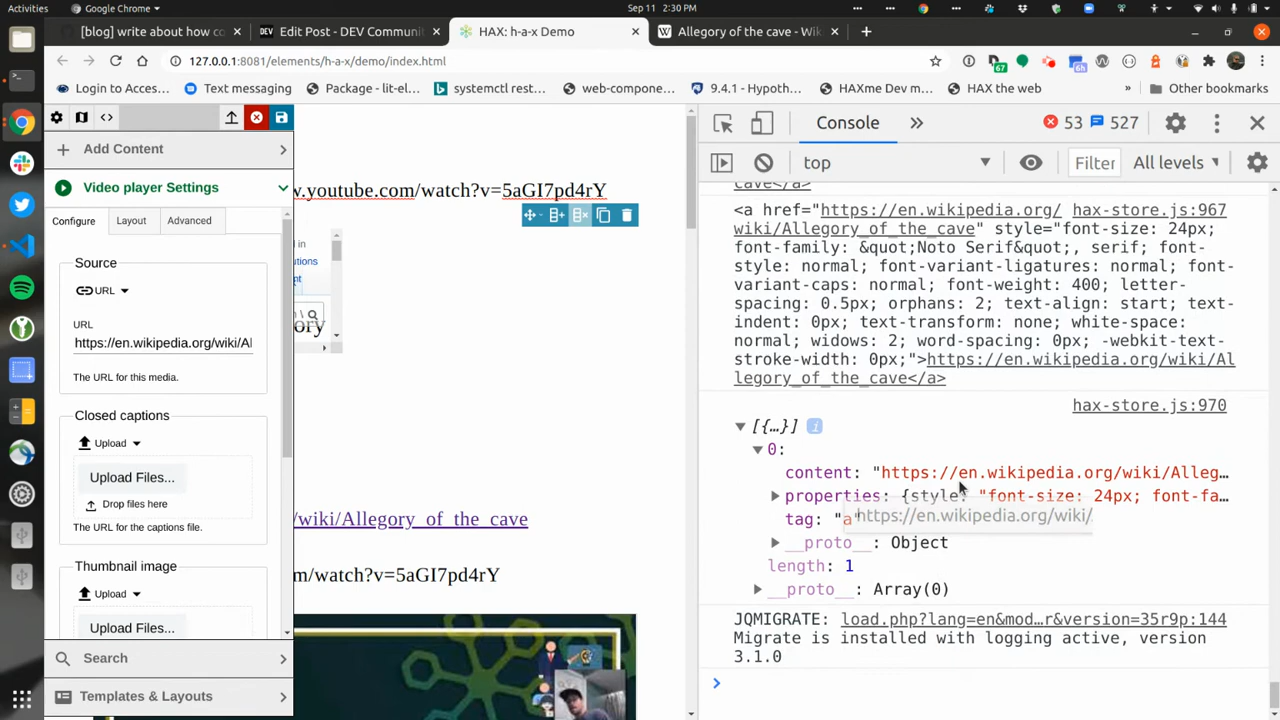 Activities
Google Chrome
Sep 11 2:30 PM
[blog] write about how co
Edit Post - DEV Communi
HAX: h-a-x Demo
Allegory of the cave - Wik
127.0.0.1:8081/elements/h-a-x/demo/index.html
67
6h
Login to Acces...
Text messaging
Package - lit-el...
systemctl rest...
web-compone...
9.4.1 - Hypoth...
HAXme Dev m...
HAX the web
»
Other bookmarks
Add Content
Video player Settings
Configure
Layout
Advanced
Source
URL
URL
https://en.wikipedia.org/wiki/Al
The URL for this media.
Closed captions
Upload
Upload Files...
Drop files here
The URL for the captions file.
Thumbnail image
Upload
Upload Files...
Search
Templates & Layouts
w.youtube.com/watch?v=5aGI7pd4rY
d in
utions
nt
ory
/wiki/Allegory_of_the_cave
m/watch?v=5aGI7pd4rY
Console
»
53
527
top
Filter
All levels
cave</a>
<a href="https://en.wikipedia.org/ hax-store.js:967
wiki/Allegory_of_the_cave" style="font-size: 24px;
font-family: &quot;Noto Serif&quot;, serif; font-
style: normal; font-variant-ligatures: normal; font-
variant-caps: normal; font-weight: 400; letter-
spacing: 0.5px; orphans: 2; text-align: start; text-
indent: 0px; text-transform: none; white-space:
normal; widows: 2; word-spacing: 0px; -webkit-text-
stroke-width: 0px;">https://en.wikipedia.org/wiki/Al
legory_of_the_cave</a>
hax-store.js:970
[{…}]
0:
content: "https://en.wikipedia.org/wiki/Alleg…
properties: {style: "font-size: 24px; font-fa…
tag: "a"
https://en.wikipedia.org/wiki/
__proto__: Object
length: 1
__proto__: Array(0)
JQMIGRATE: load.php?lang=en&mod…r&version=35r9p:144
Migrate is installed with logging active, version
3.1.0